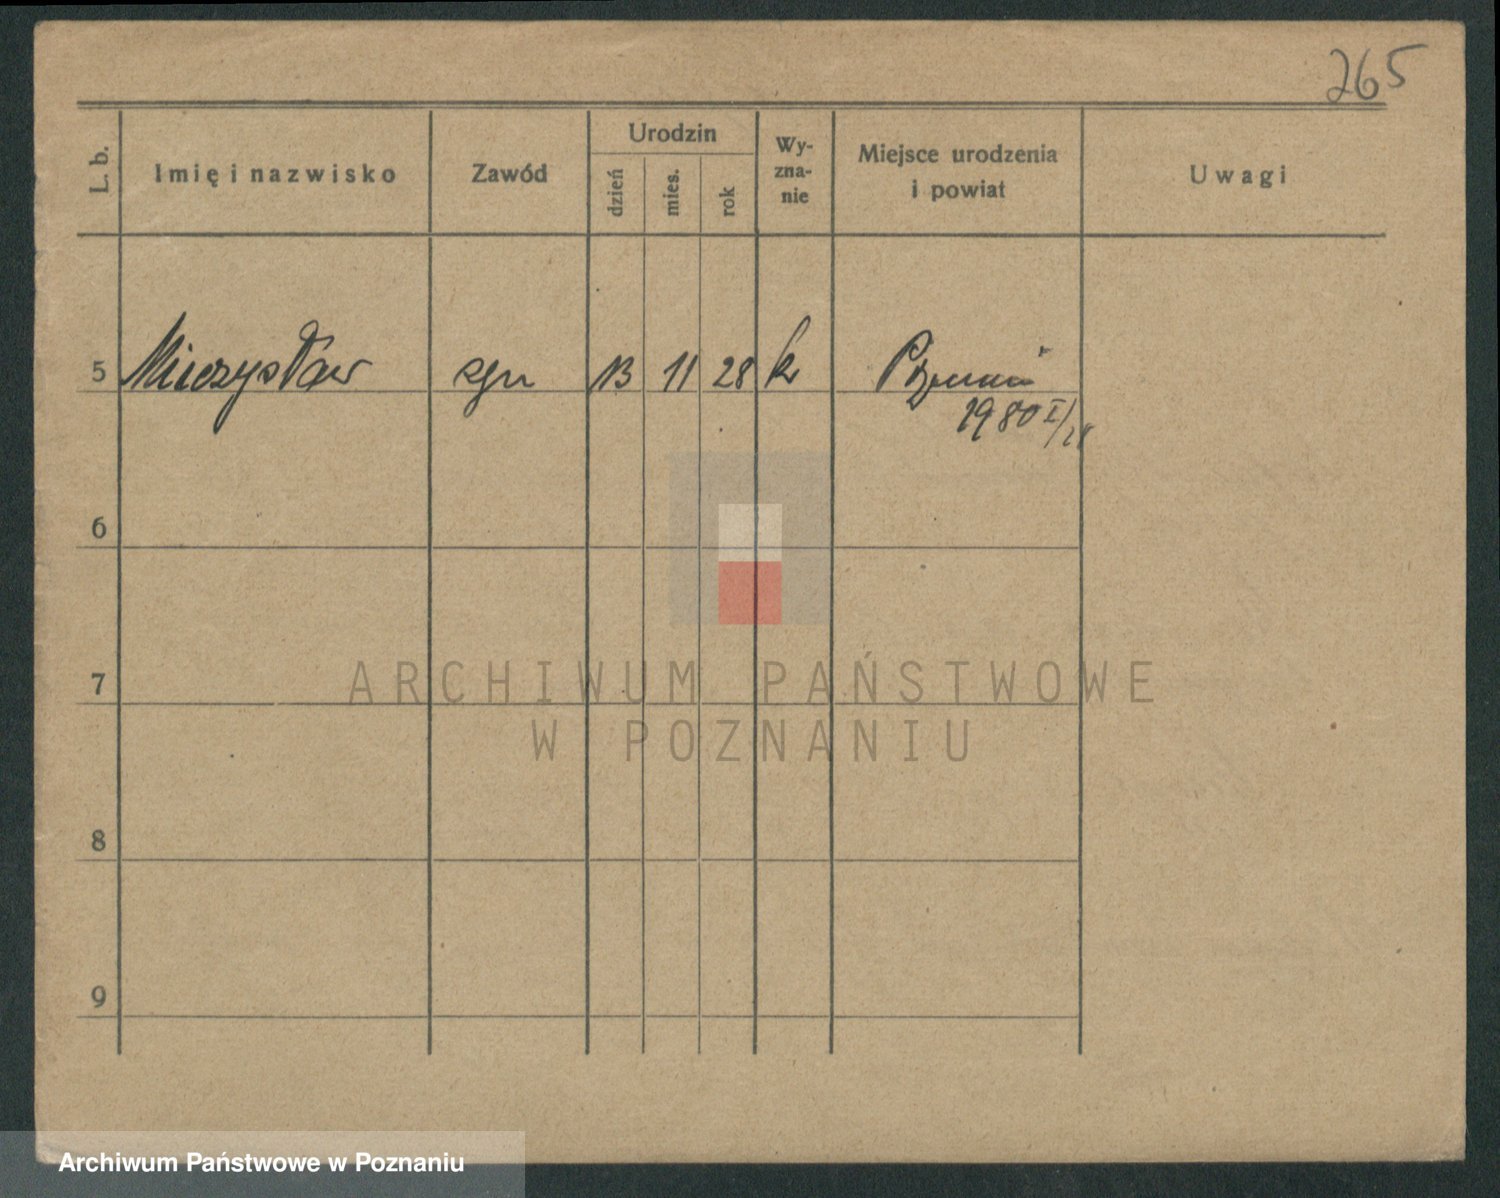 265
L. b. Imię i nazwisko Zawód Urodzin dzień mies. rok Wy-zna-nie Miejsce urodzenia i powiat Uwagi
5 Mieczysław syn 13 11 28 k Poznań
1980 I/28
6
7
8
9
ARCHIWUM PAŃSTWOWE
W POZNANIU
Archiwum Państwowe w Poznaniu